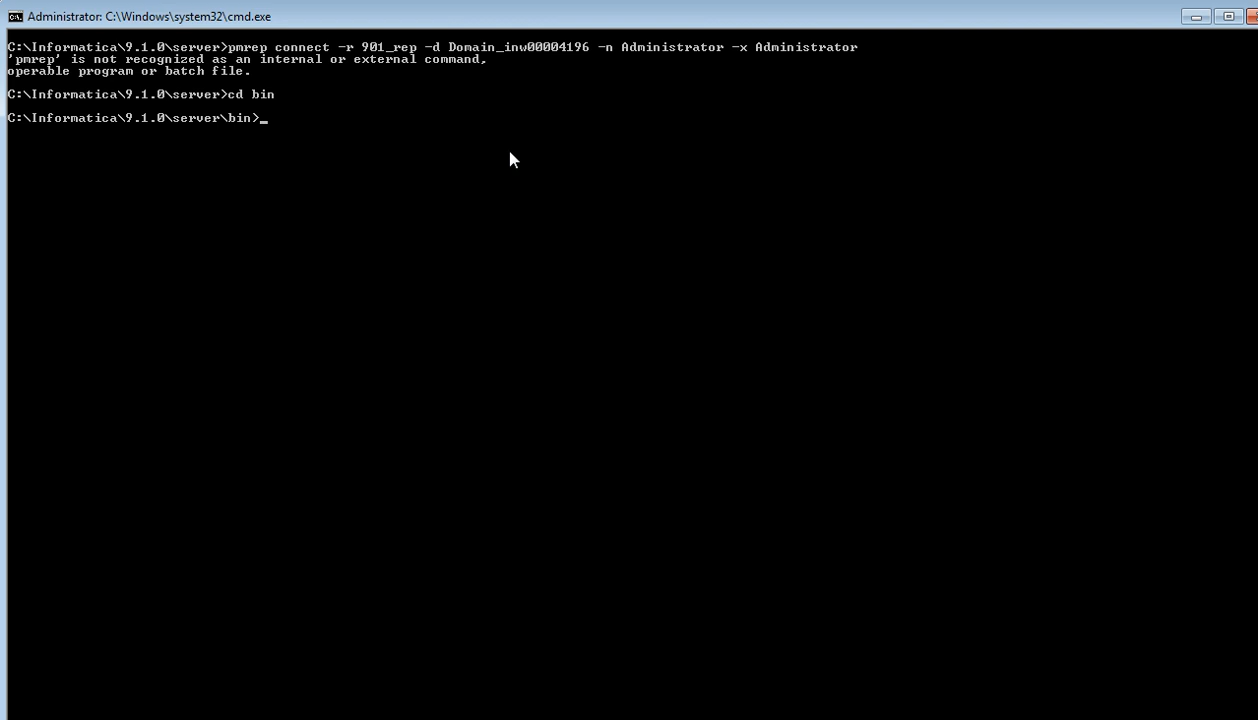 Administrator: C:\Windows\system32\cmd.exe
C:\Informatica\9.1.0\server>pmrep connect -r 901_rep -d Domain_inw00004196 -n Administrator -x Administrator
'pmrep' is not recognized as an internal or external command,
operable program or batch file.
C:\Informatica\9.1.0\server>cd bin
C:\Informatica\9.1.0\server\bin>_